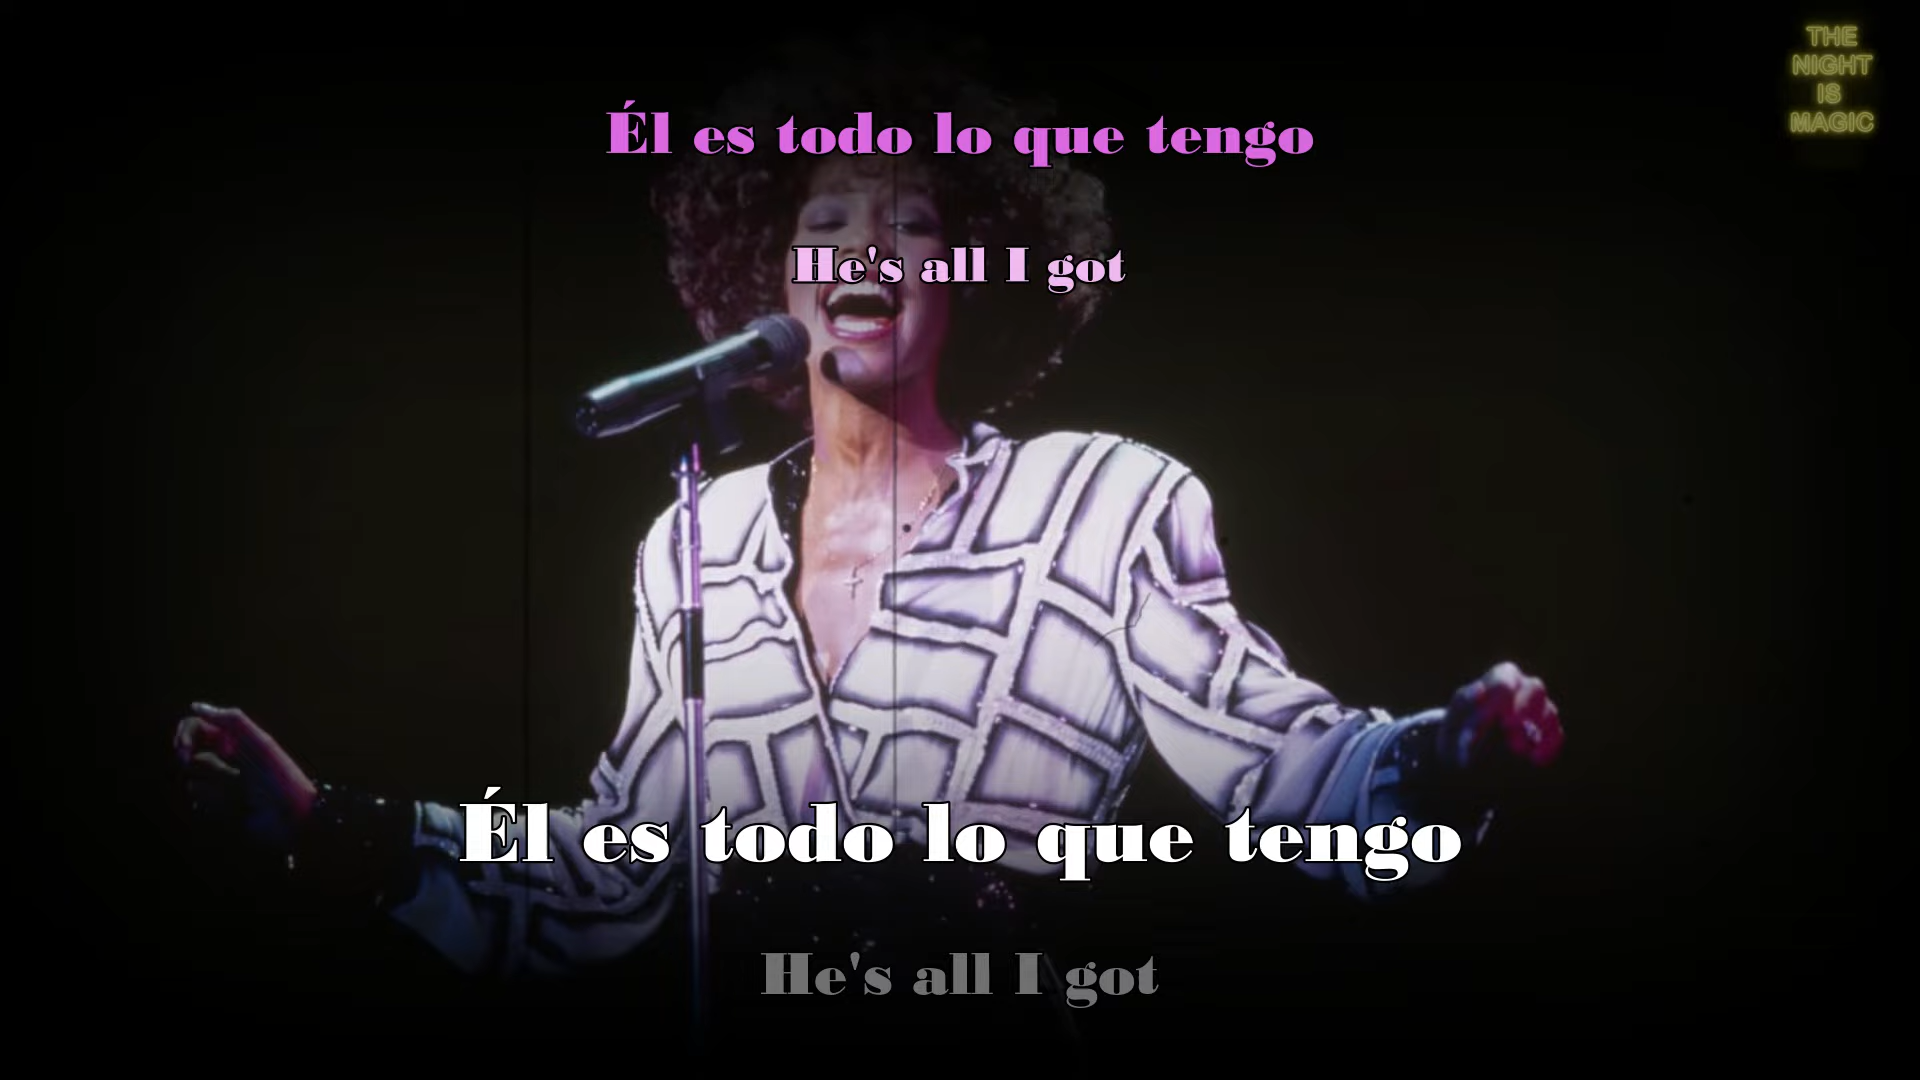 THE
NIGHT
IS
MAGIC
Él es todo lo que tengo
He's all I got
Él es todo lo que tengo
He's all I got